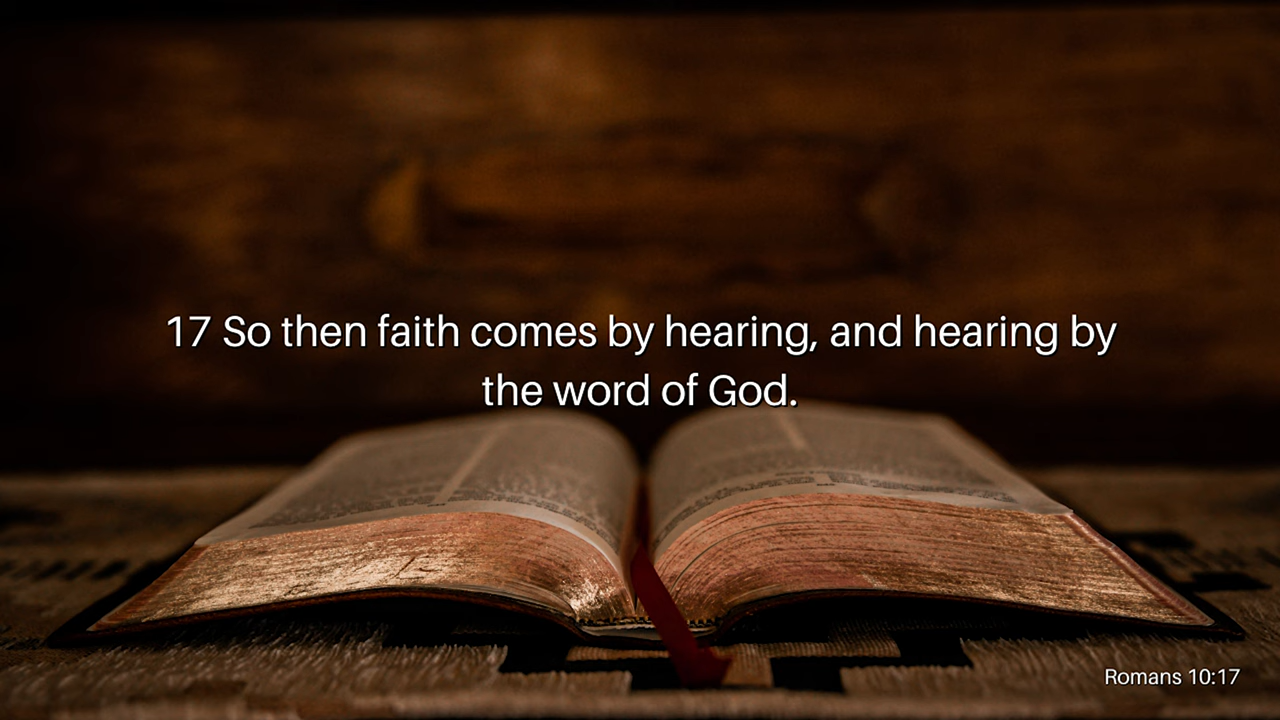 17 So then faith comes by hearing, and hearing by
the word of God.
Romans 10:17